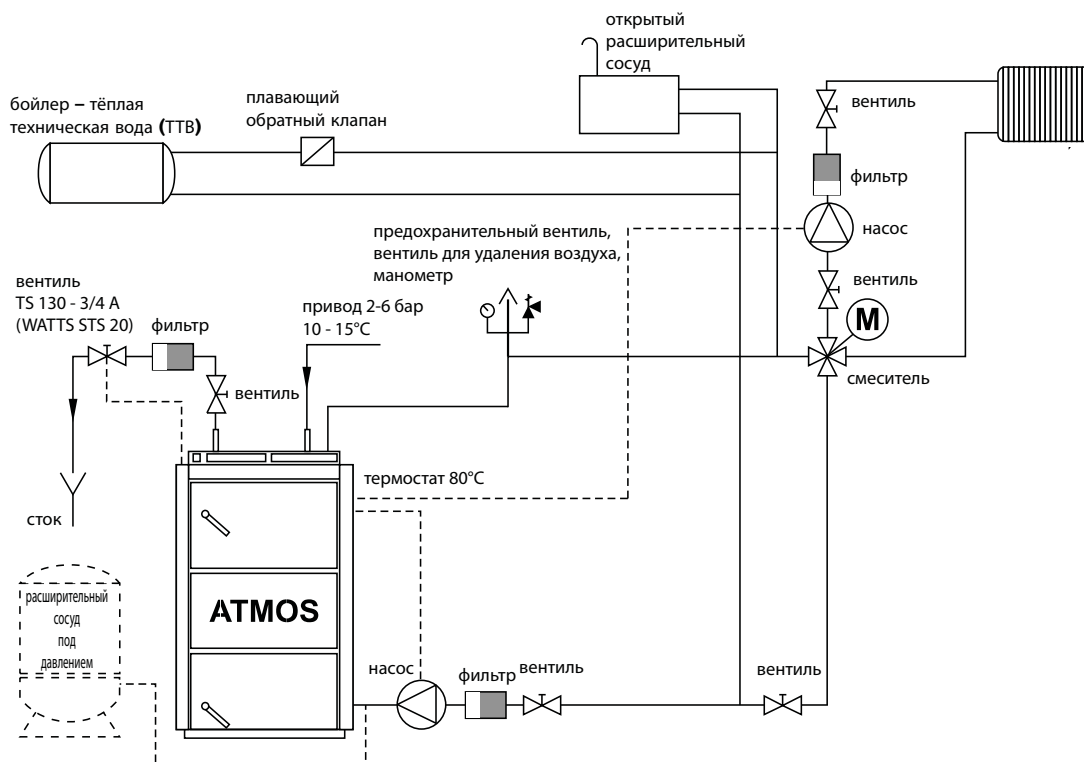 открытый
расширительный
сосуд
бойлер – тёплая
техническая вода (ТТВ)
плавающий
обратный клапан
вентиль
фильтр
насос
вентиль
предохранительный вентиль,
вентиль для удаления воздуха,
манометр
вентиль
TS 130 - 3/4 A
(WATTS STS 20)
фильтр
привод 2-6 бар
10 - 15°C
M
смеситель
вентиль
термостат 80°C
сток
расширительный
сосуд
под
давлением
ATMOS
насос
фильтр
вентиль
вентиль